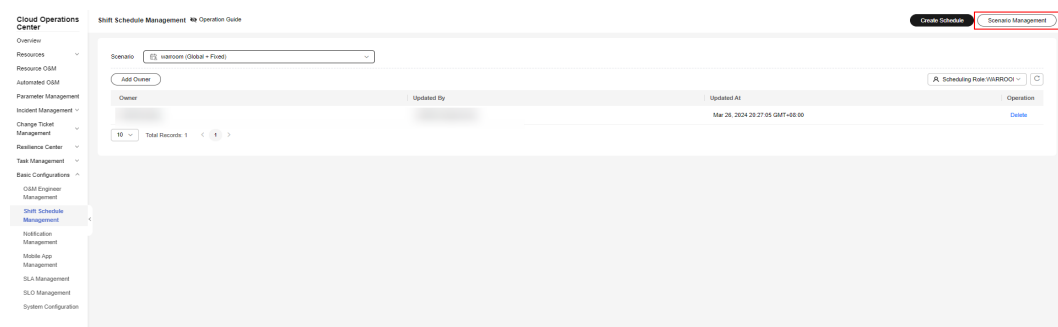 Cloud Operations
Center
Overview
Resources
Resource O&M
Automated O&M
Parameter Management
Incident Management
Change Ticket
Management
Resilience Center
Task Management
Basic Configurations
O&M Engineer
Management
Shift Schedule
Management
Notification
Management
Mobile App
Management
SLA Management
SLO Management
System Configuration
Shift Schedule Management Operation Guide
Create Schedule Scenario Management
Scenario warroom (Global + Fixed)
Add Owner Scheduling Role:WARROO
Owner Updated By Updated At Operation
Mar 26, 2024 20:27:05 GMT+08:00 Delete
10 Total Records: 1 < 1 >